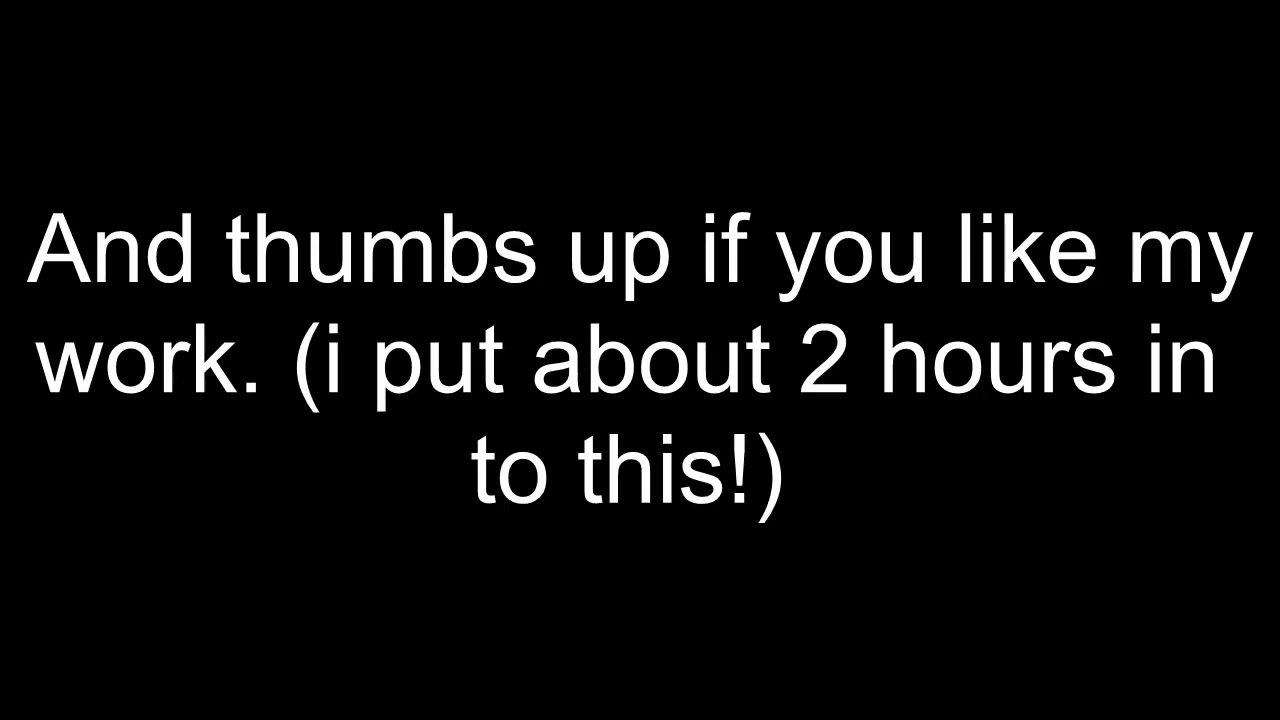 And thumbs up if you like my
work. (i put about 2 hours in
to this!)